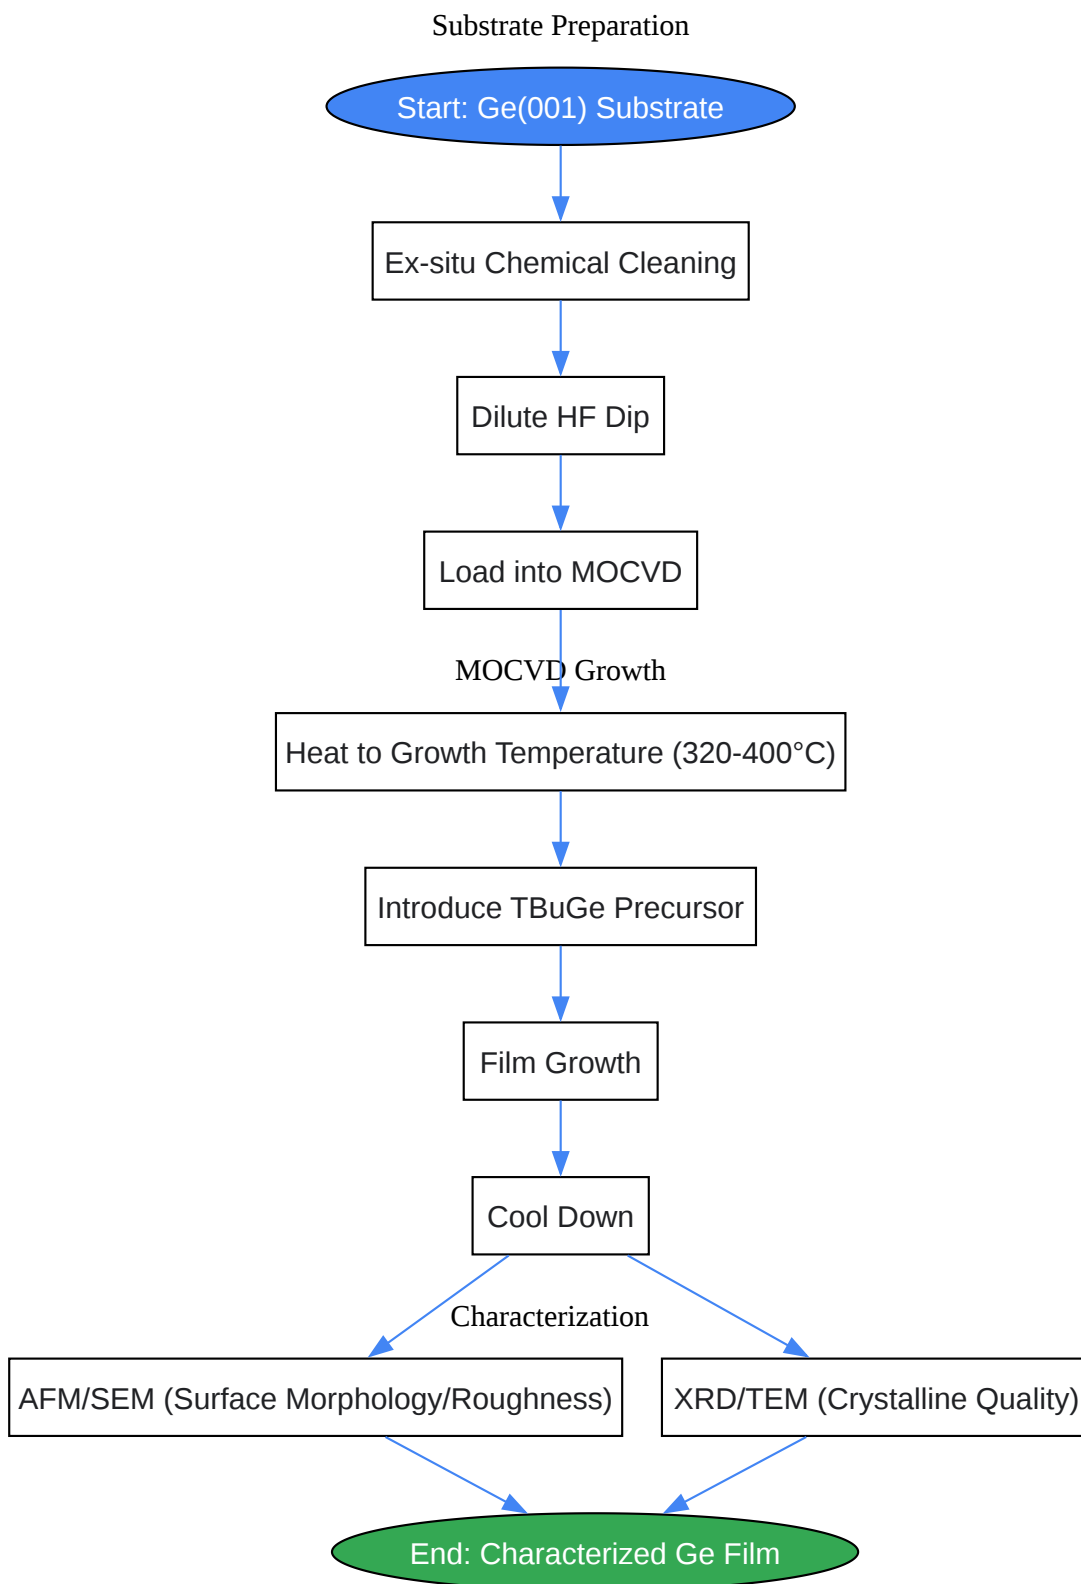 Substrate Preparation
Start: Ge(001) Substrate
Ex-situ Chemical Cleaning
Dilute HF Dip
Load into MOCVD
MOCVD Growth
Heat to Growth Temperature (320-400°C)
Introduce TBuGe Precursor
Film Growth
Cool Down
Characterization
AFM/SEM (Surface Morphology/Roughness)
XRD/TEM (Crystalline Quality)
End: Characterized Ge Film